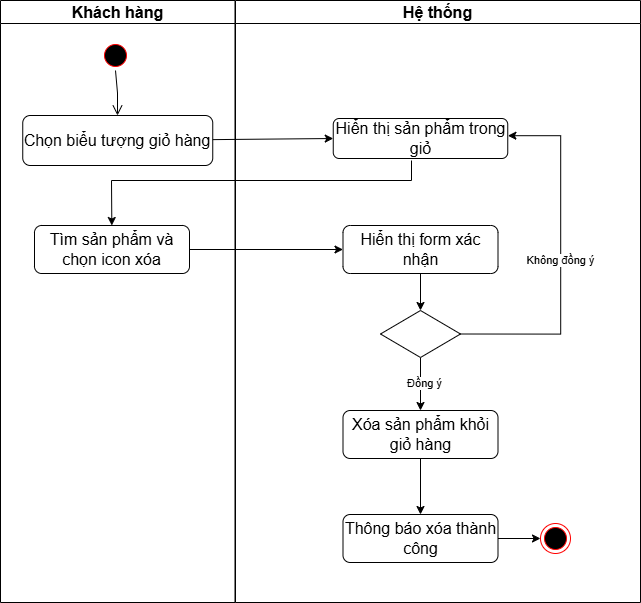 Khách hàng
Hệ thống
Chọn biểu tượng giỏ hàng
Hiển thị sản phẩm trong
giỏ
Tìm sản phẩm và
chọn icon xóa
Hiển thị form xác
nhận
Không đồng ý
Đồng ý
Xóa sản phẩm khỏi
giỏ hàng
Thông báo xóa thành
công